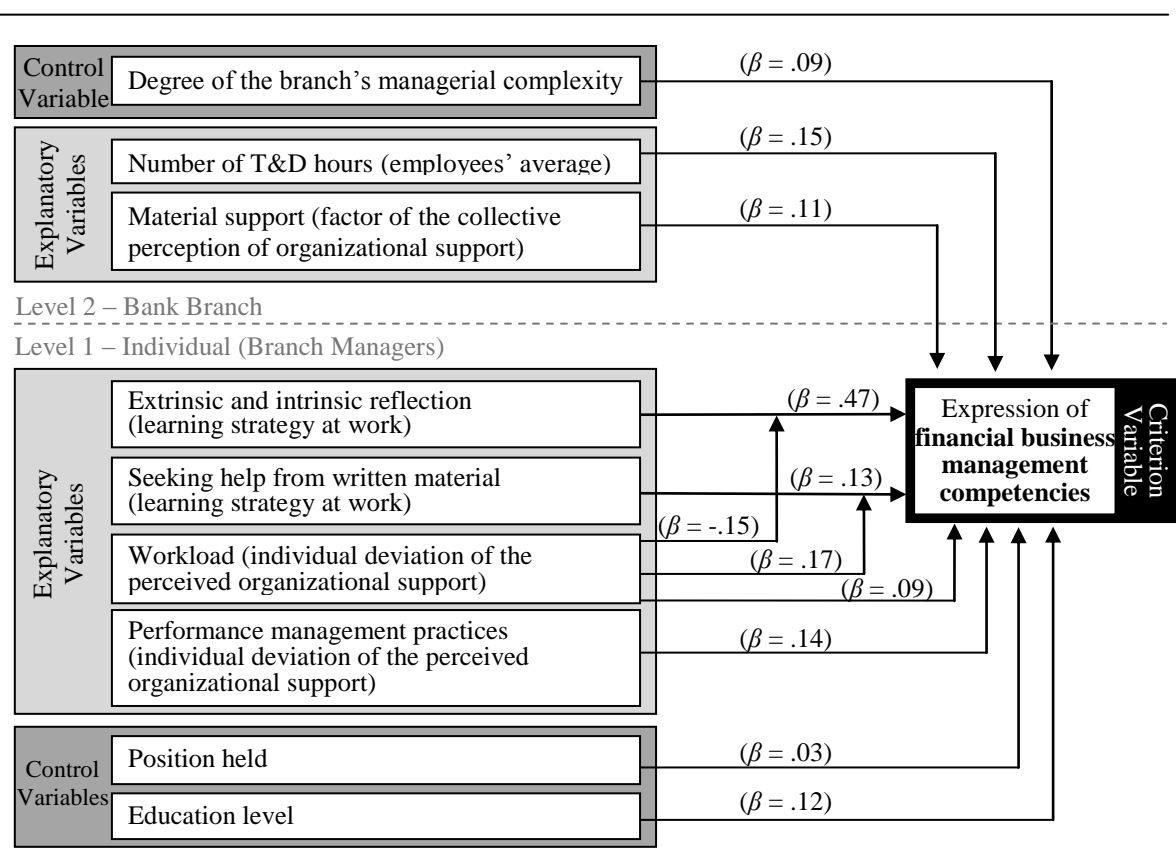 Control
Variable
Degree of the branch's managerial complexity
(β = .09)
Explanatory
Variables
Number of T&D hours (employees' average)
(β = .15)
Material support (factor of the collective
perception of organizational support)
(β = .11)
Level 2 – Bank Branch
Level 1 – Individual (Branch Managers)
Explanatory
Variables
Extrinsic and intrinsic reflection
(learning strategy at work)
(β = .47)
Seeking help from written material
(learning strategy at work)
(β = .13)
(β = -.15)
Workload (individual deviation of the
perceived organizational support)
(β = .17)
(β = .09)
Performance management practices
(individual deviation of the perceived
organizational support)
(β = .14)
Expression of
financial business
management
competencies
Criterion
Variable
Control
Variables
Position held
(β = .03)
Education level
(β = .12)